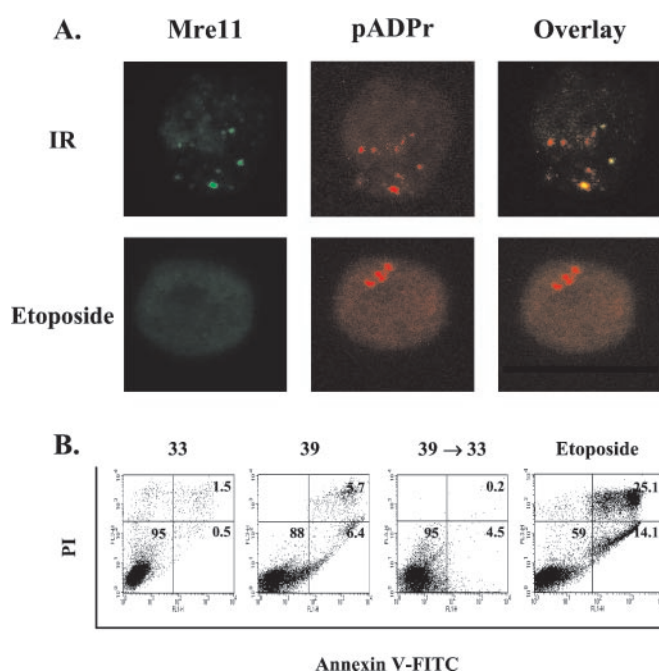 A. Mre11 pADPr Overlay
IR
Etoposide
B. 33 39 39 → 33 Etoposide
1.5 5.7 0.2 25.1
95 0.5 88 6.4 95 4.5 59 14.1
PI
Annexin V-FITC